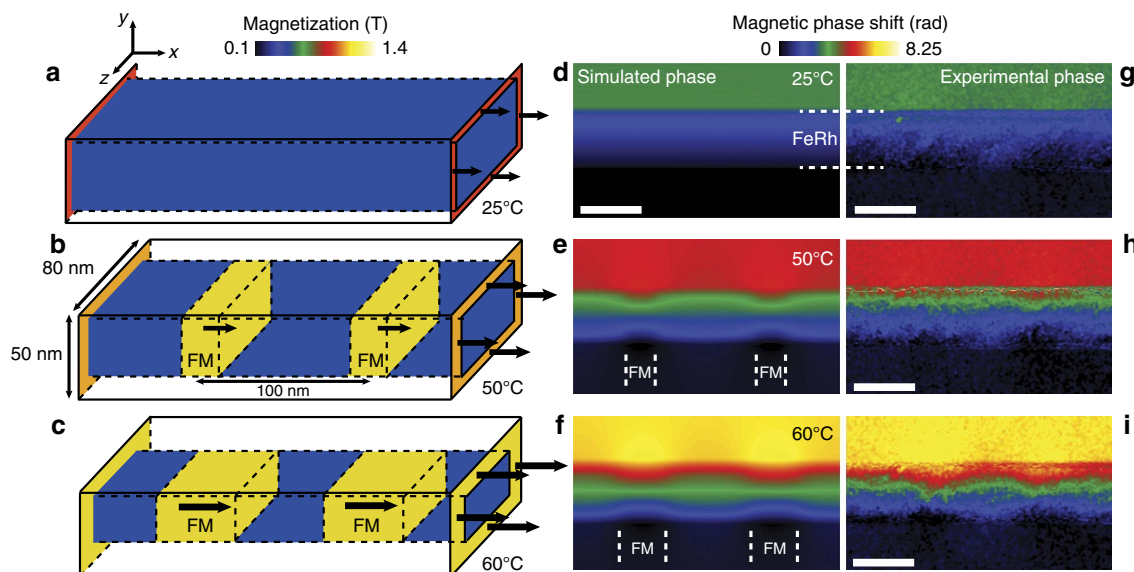 Magnetization (T)
0.1 1.4
Magnetic phase shift (rad)
0 8.25
y
x
z
a
25°C
d
Simulated phase
25°C
FeRh
Experimental phase
g
b
80 nm
50 nm
FM
FM
100 nm
50°C
e
50°C
FM
FM
h
c
FM
FM
60°C
f
60°C
FM
FM
i